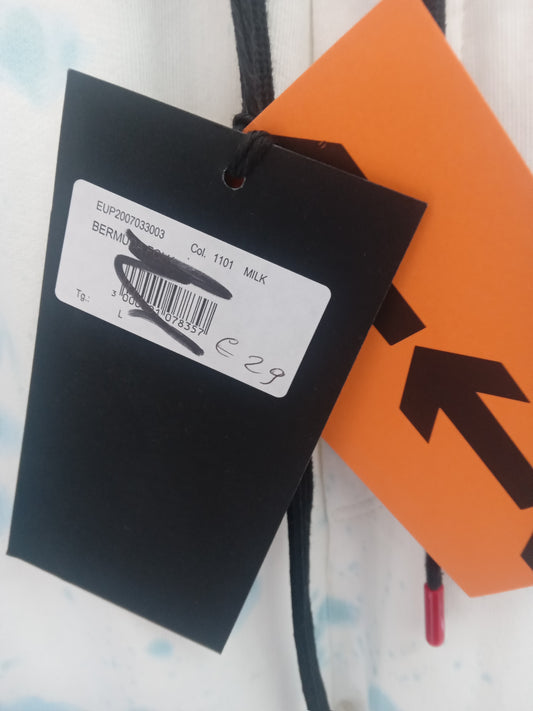 EUP2007033003
Col. 1101 MILK
Tg.: L
€ 29